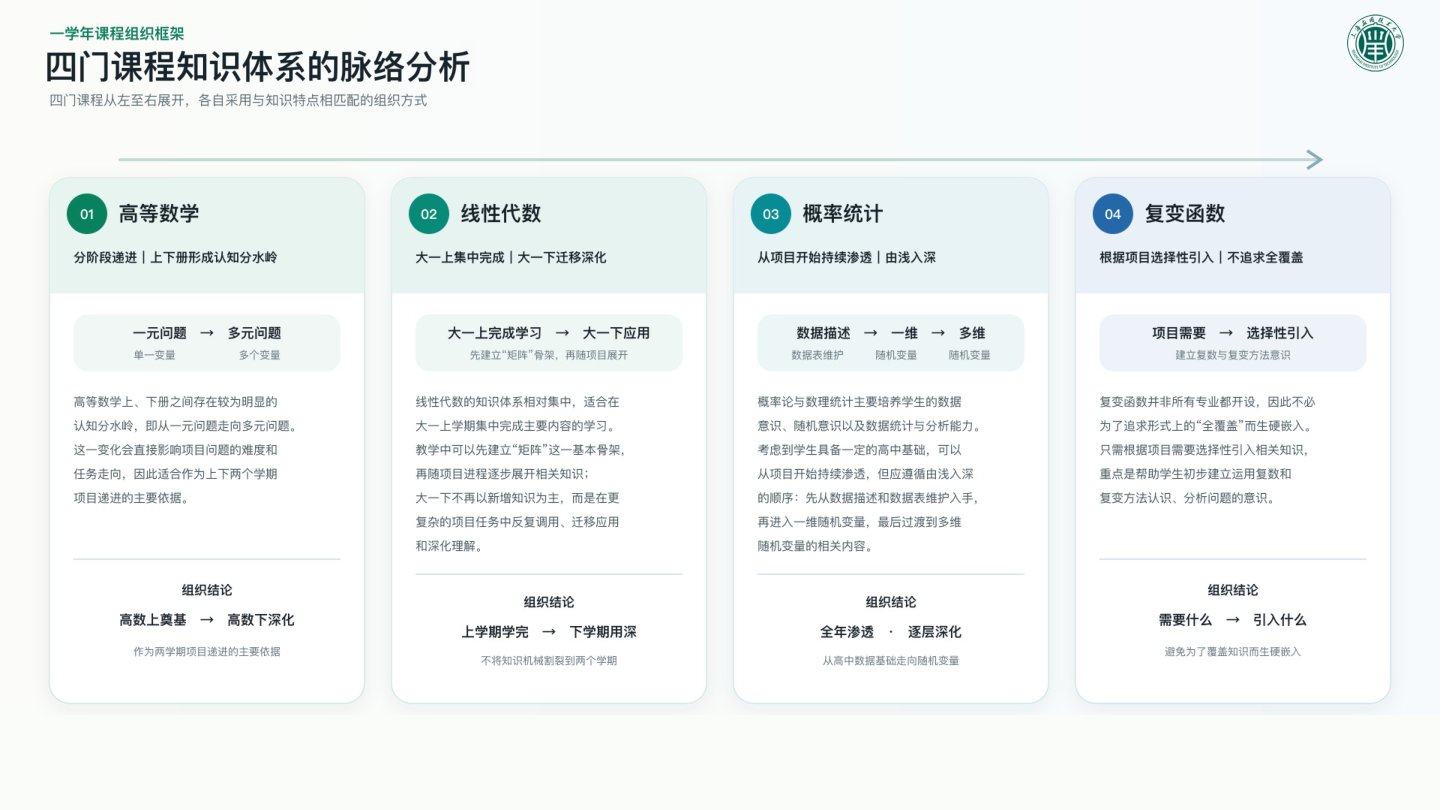 一学年课程组织框架
四门课程知识体系的脉络分析
四门课程从左至右展开，各自采用与知识特点相匹配的组织方式
01 高等数学
分阶段递进｜上下册形成认知分水岭
一元问题 → 多元问题
单一变量 多个变量
高等数学上、下册之间存在较为明显的
认知分水岭，即从一元问题走向多元问题。
这一变化会直接影响项目问题的难度和
任务走向，因此适合作为上下两个学期
项目递进的主要依据。
组织结论
高数上奠基 → 高数下深化
作为两学期项目递进的主要依据
02 线性代数
大一上集中完成｜大一下迁移深化
大一上完成学习 → 大一下应用
先建立“矩阵”骨架，再随项目展开
线性代数的知识体系相对集中，适合在
大一上学期集中完成主要内容的学习。
教学中可以先建立“矩阵”这一基本骨架，
再随项目进程逐步展开相关知识；
大一下不再以新增知识为主，而是在更
复杂的项目任务中反复调用、迁移应用
和深化理解。
组织结论
上学期学完 → 下学期用深
不将知识机械割裂到两个学期
03 概率统计
从项目开始持续渗透｜由浅入深
数据描述 → 一维 → 多维
数据表维护 随机变量 随机变量
概率论与数理统计主要培养学生的数据
意识、随机意识以及数据统计与分析能力。
考虑到学生具备一定的高中基础，可以
从项目开始持续渗透，但应遵循由浅入深
的顺序：先从数据描述和数据表维护入手，
再进入一维随机变量，最后过渡到多维
随机变量的相关内容。
组织结论
全年渗透 · 逐层深化
从高中数据基础走向随机变量
04 复变函数
根据项目选择性引入｜不追求全覆盖
项目需要 → 选择性引入
建立复数与复变方法意识
复变函数并非所有专业都开设，因此不必
为了追求形式上的“全覆盖”而生硬嵌入。
只需根据项目需要选择性引入相关知识，
重点是帮助学生初步建立运用复数和
复变方法认识、分析问题的意识。
组织结论
需要什么 → 引入什么
避免为了覆盖知识而生硬嵌入